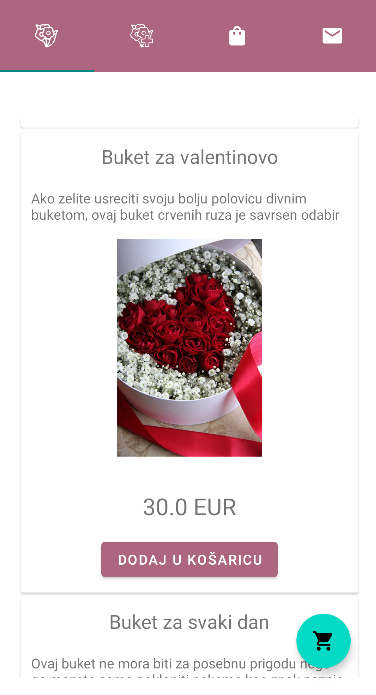 Buket za valentinovo
Ako zelite usreciti svoju bolju polovicu divnim
buketom, ovaj buket crvenih ruza je savrsen odabir
30.0 EUR
DODAJ U KOŠARICU
Buket za svaki dan
Ovaj buket ne mora biti za posebnu prigodu